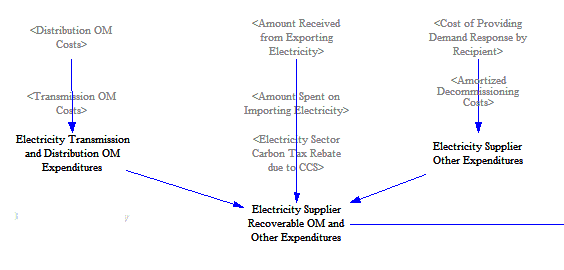 <Distribution OM
Costs>
<Amount Received
from Exporting
Electricity>
<Cost of Providing
Demand Response by
Recipient>
<Transmission OM
Costs>
<Amount Spent on
Importing Electricity>
<Amortized
Decommissioning
Costs>
Electricity Transmission
and Distribution OM
Expenditures
<Electricity Sector
Carbon Tax Rebate
due to CCS>
Electricity Supplier
Other Expenditures
Electricity Supplier
Recoverable OM and
Other Expenditures